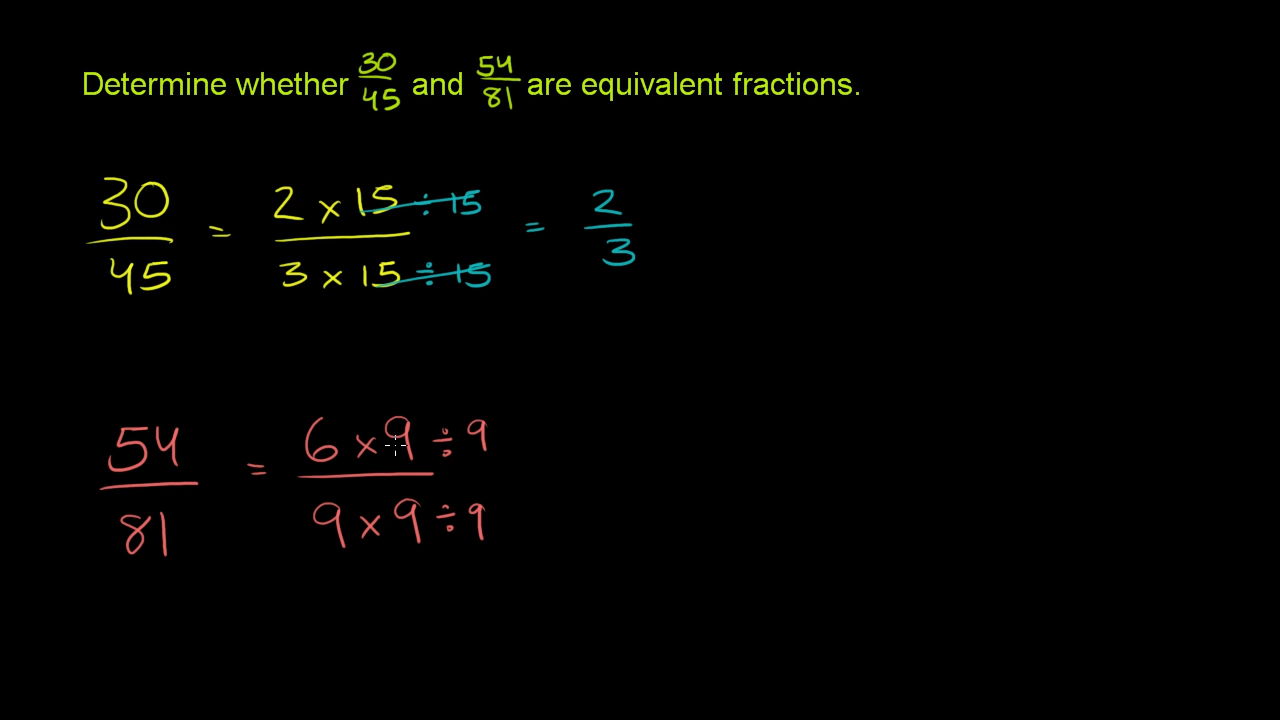 Determine whether 30/45 and 54/81 are equivalent fractions.
30/45 = (2 × 15 ÷ 15)/(3 × 15 ÷ 15) = 2/3
54/81 = (6 × 9 ÷ 9)/(9 × 9 ÷ 9)